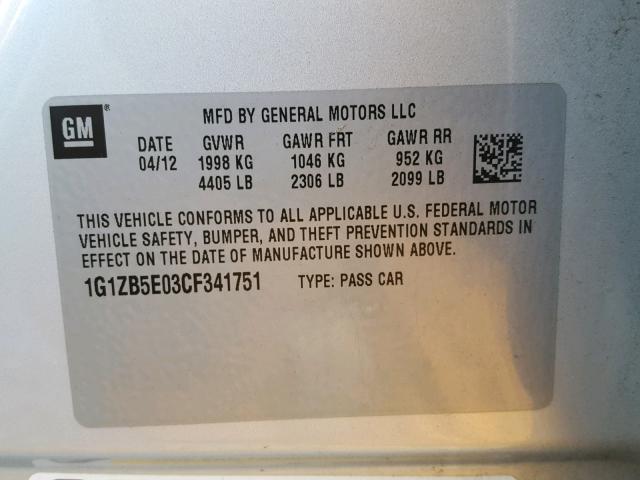 GM ®
MFD BY GENERAL MOTORS LLC
DATE GVWR GAWR FRT GAWR RR
04/12 1998 KG 1046 KG 952 KG
4405 LB 2306 LB 2099 LB
THIS VEHICLE CONFORMS TO ALL APPLICABLE U.S. FEDERAL MOTOR
VEHICLE SAFETY, BUMPER, AND THEFT PREVENTION STANDARDS IN
EFFECT ON THE DATE OF MANUFACTURE SHOWN ABOVE.
1G1ZB5E03CF341751 TYPE: PASS CAR